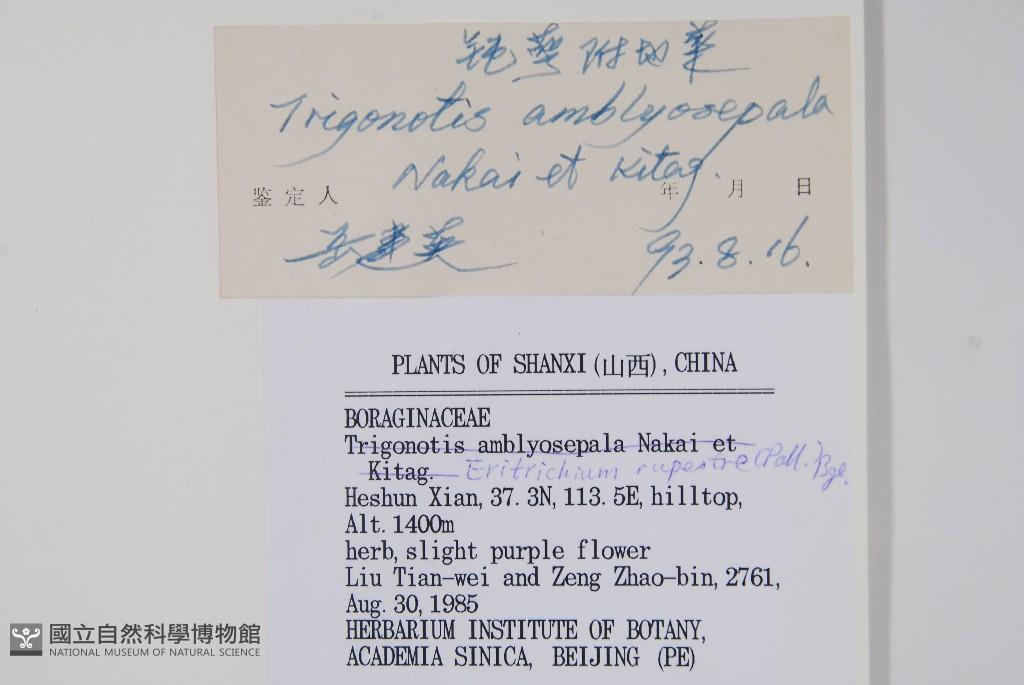 钝萼附地菜
Trigonotis amblyosepala
Nakai et Kitag.
鉴定人 年 月 日
93.8.16.
PLANTS OF SHANXI(山西), CHINA
BORAGINACEAE
Trigonotis amblyosepala Nakai et
Kitag. Eritrichium rupestre (Pall.) Bge.
Heshun Xian, 37.3N, 113.5E, hilltop,
Alt. 1400m
herb, slight purple flower
Liu Tian-wei and Zeng Zhao-bin, 2761,
Aug. 30, 1985
HERBARIUM INSTITUTE OF BOTANY,
ACADEMIA SINICA, BEIJING (PE)
國立自然科學博物館
NATIONAL MUSEUM OF NATURAL SCIENCE